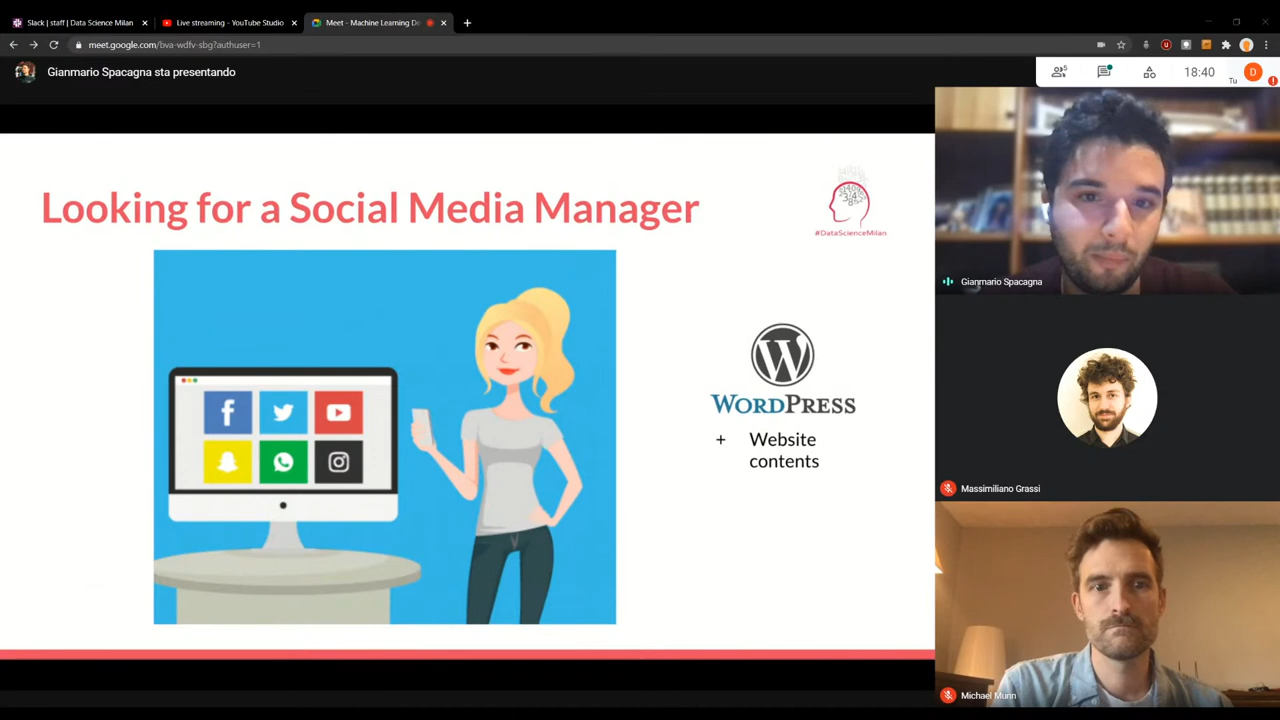 Slack | staff | Data Science Milan
Live streaming - YouTube Studio
Meet - Machine Learning De
meet.google.com/bva-wdfv-sbg?authuser=1
Gianmario Spacagna sta presentando
5
18:40
Tu
D
Looking for a Social Media Manager
#DataScienceMilan
WORDPRESS
+ Website
contents
Gianmario Spacagna
Massimiliano Grassi
Michael Munn